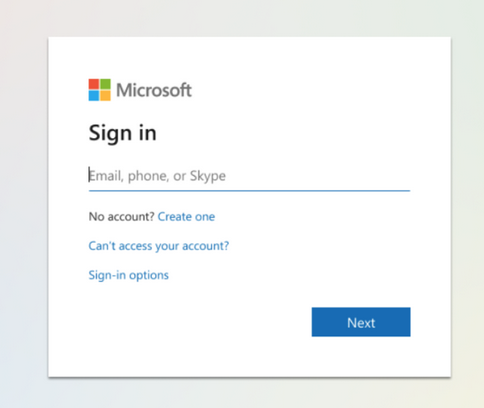 Microsoft
Sign in
Email, phone, or Skype
No account? Create one
Can't access your account?
Sign-in options
Next